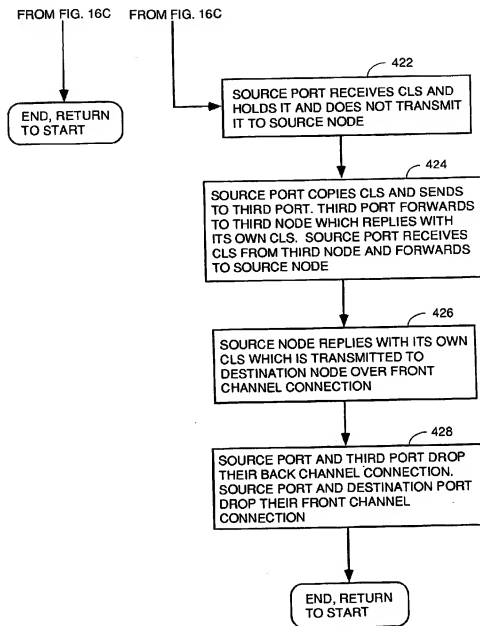 FROM FIG. 16C
FROM FIG. 16C
END, RETURN
TO START
422
SOURCE PORT RECEIVES CLS AND
HOLDS IT AND DOES NOT TRANSMIT
IT TO SOURCE NODE
424
SOURCE PORT COPIES CLS AND SENDS
TO THIRD PORT. THIRD PORT FORWARDS
TO THIRD NODE WHICH REPLIES WITH
ITS OWN CLS. SOURCE PORT RECEIVES
CLS FROM THIRD NODE AND FORWARDS
TO SOURCE NODE
426
SOURCE NODE REPLIES WITH ITS OWN
CLS WHICH IS TRANSMITTED TO
DESTINATION NODE OVER FRONT
CHANNEL CONNECTION
428
SOURCE PORT AND THIRD PORT DROP
THEIR BACK CHANNEL CONNECTION.
SOURCE PORT AND DESTINATION PORT
DROP THEIR FRONT CHANNEL
CONNECTION
END, RETURN
TO START